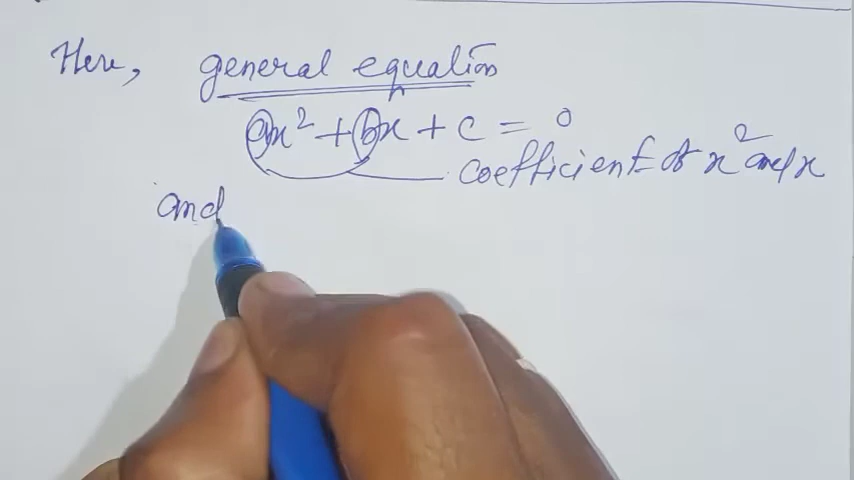 Here, general equation
ax² + bx + c = 0
coefficient of x² and x
and